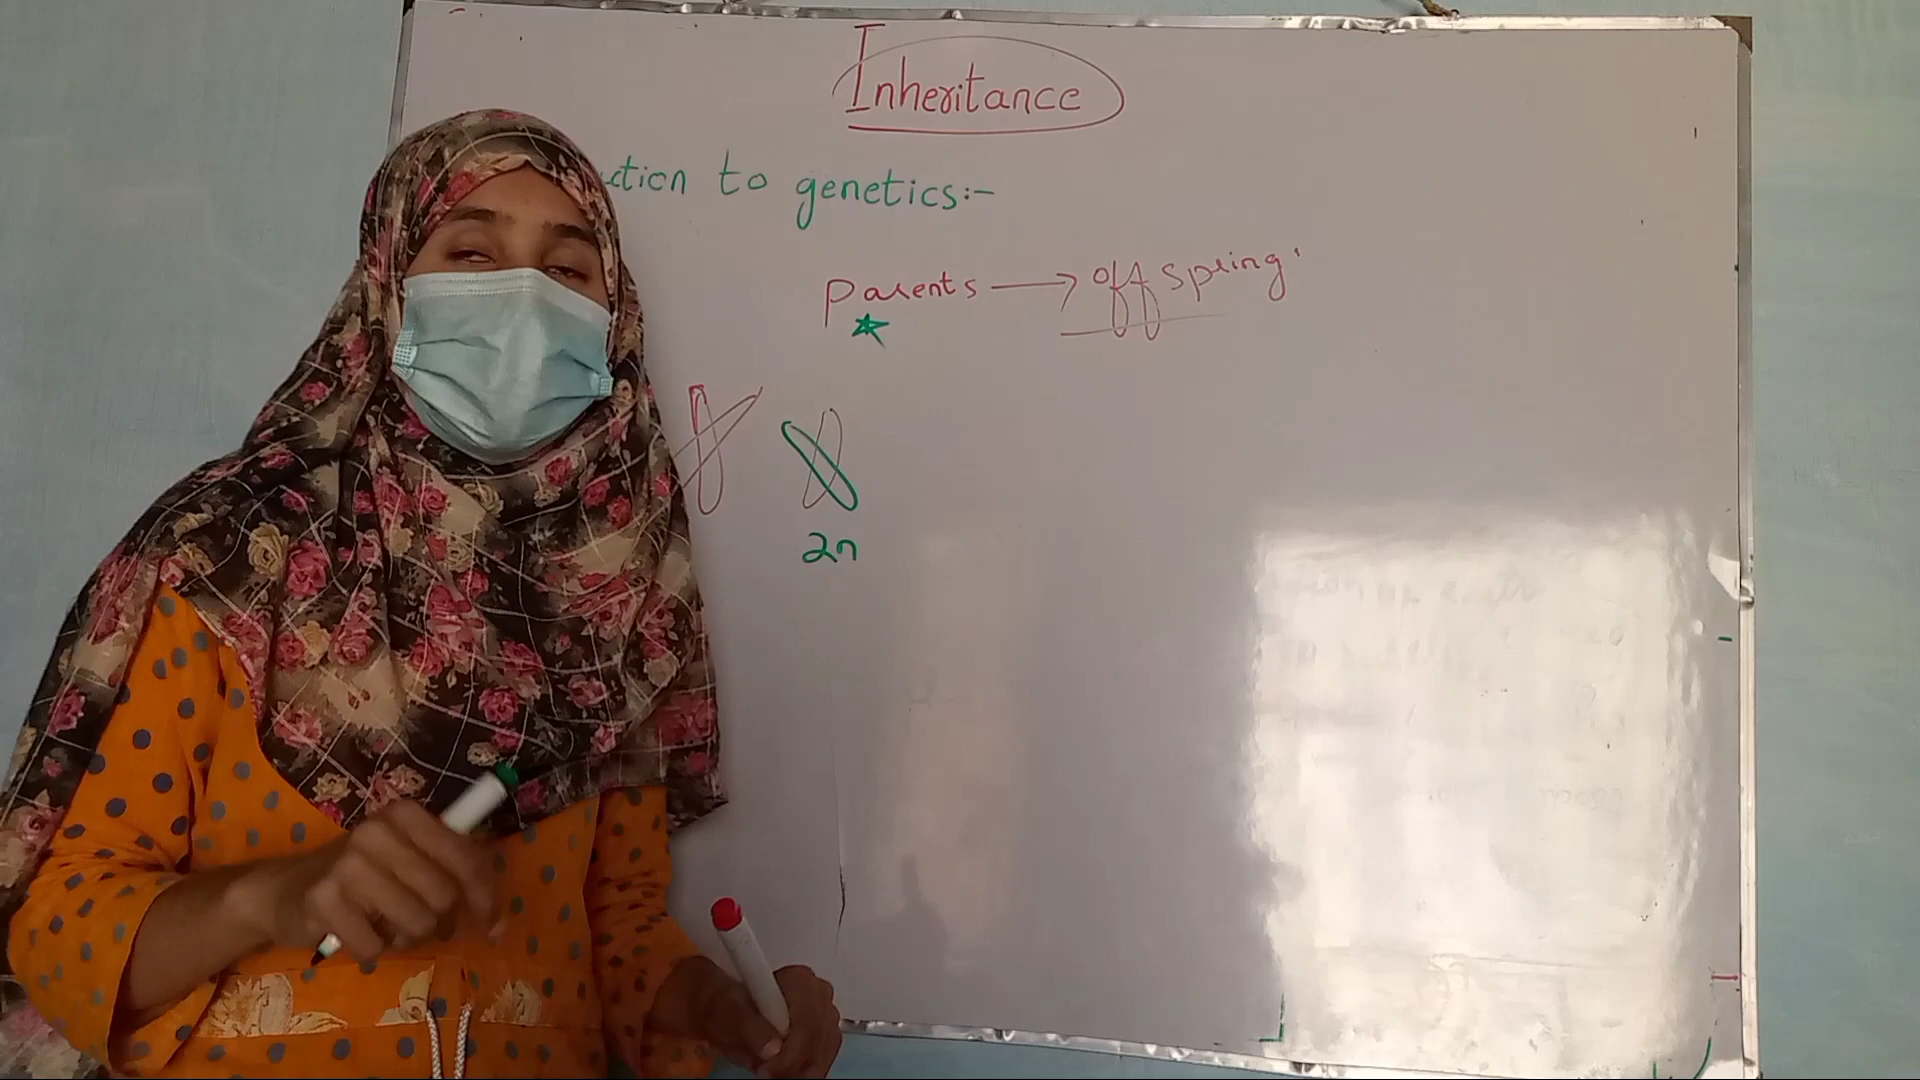 Inheritance
ction to genetics:-
Parents → offspring
2n